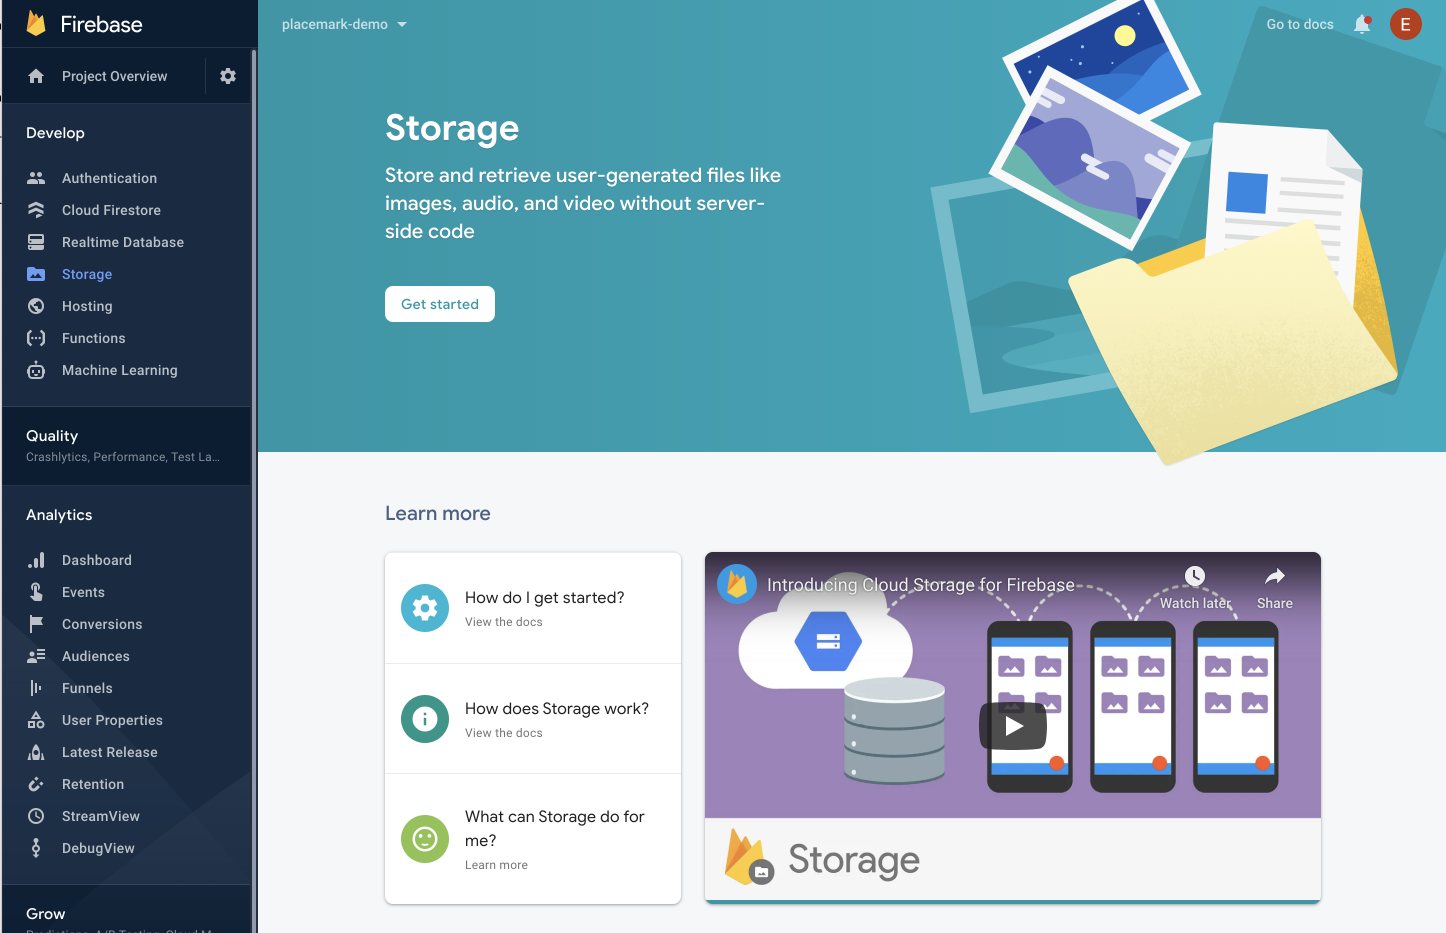 Firebase
placemark-demo
Go to docs
E
Project Overview
Develop
Authentication
Cloud Firestore
Realtime Database
Storage
Hosting
Functions
Machine Learning
Quality
Crashlytics, Performance, Test La...
Analytics
Dashboard
Events
Conversions
Audiences
Funnels
User Properties
Latest Release
Retention
StreamView
DebugView
Grow
Storage
Store and retrieve user-generated files like
images, audio, and video without server-
side code
Get started
Learn more
How do I get started?
View the docs
How does Storage work?
View the docs
What can Storage do for
me?
Learn more
Introducing Cloud Storage for Firebase
Watch later
Share
Storage